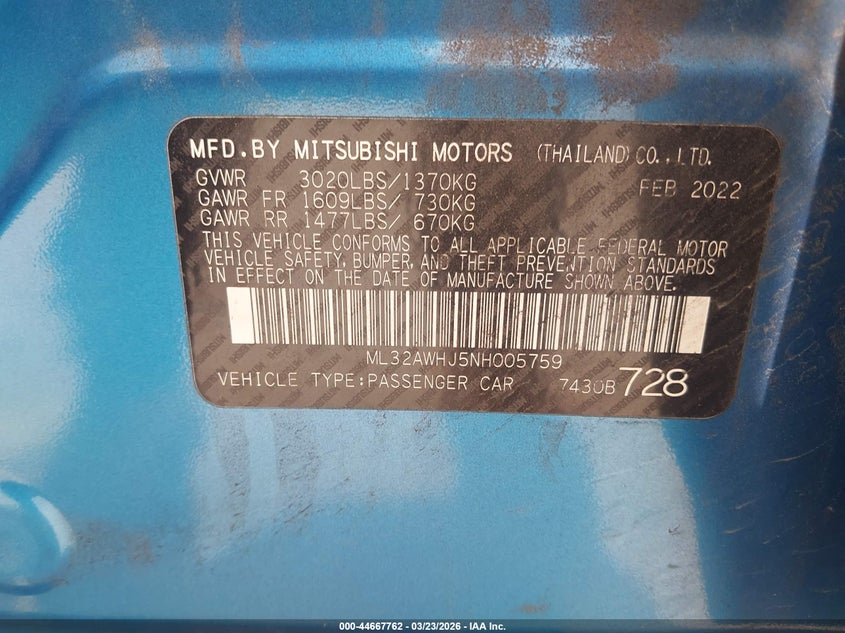 MFD.BY MITSUBISHI MOTORS (THAILAND) CO.,LTD.
GVWR 3020LBS/1370KG FEB 2022
GAWR FR 1609LBS/ 730KG
GAWR RR 1477LBS/ 670KG
THIS VEHICLE CONFORMS TO ALL APPLICABLE FEDERAL MOTOR
VEHICLE SAFETY, BUMPER, AND THEFT PREVENTION STANDARDS
IN EFFECT ON THE DATE OF MANUFACTURE SHOWN ABOVE.
ML32AWHJ5NH005759
VEHICLE TYPE:PASSENGER CAR 7430B 728
000-44667762 - 03/23/2026 - IAA Inc.